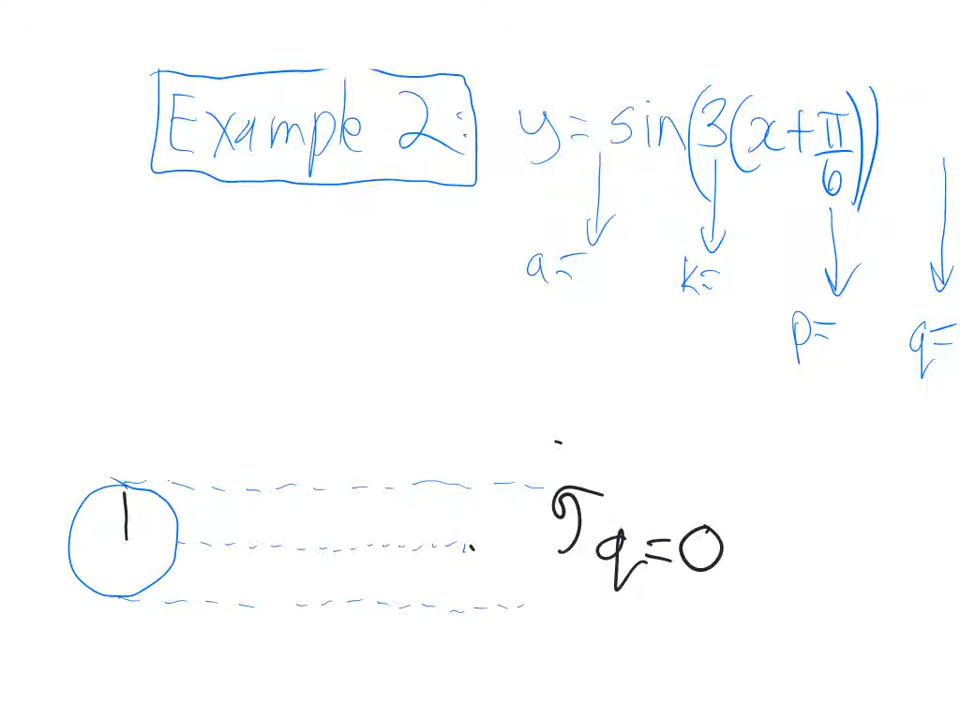 Example 2: y = sin(3(x + π/6))
a =
k =
p =
q =
1
q = 0